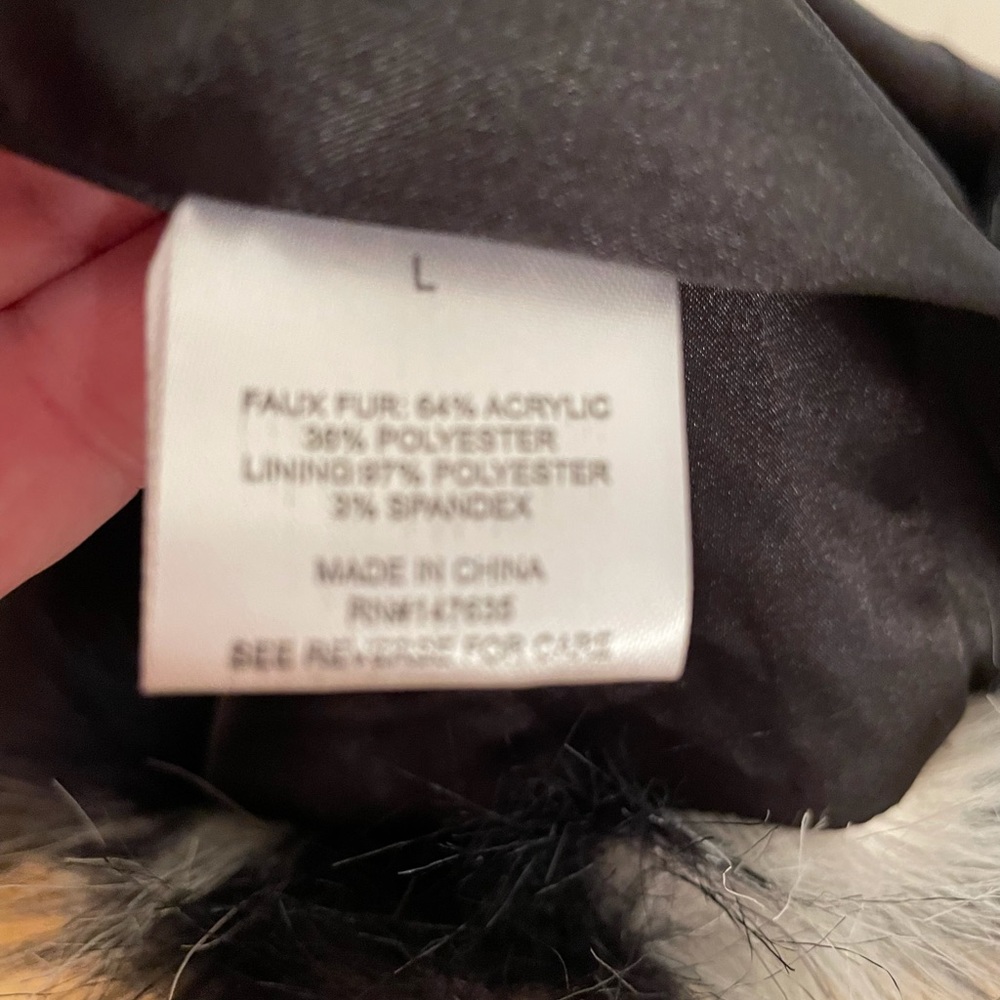 L
FAUX FUR: 64% ACRYLIC
36% POLYESTER
LINING:97% POLYESTER
3% SPANDEX
MADE IN CHINA
RN#147635
SEE REVERSE FOR CARE